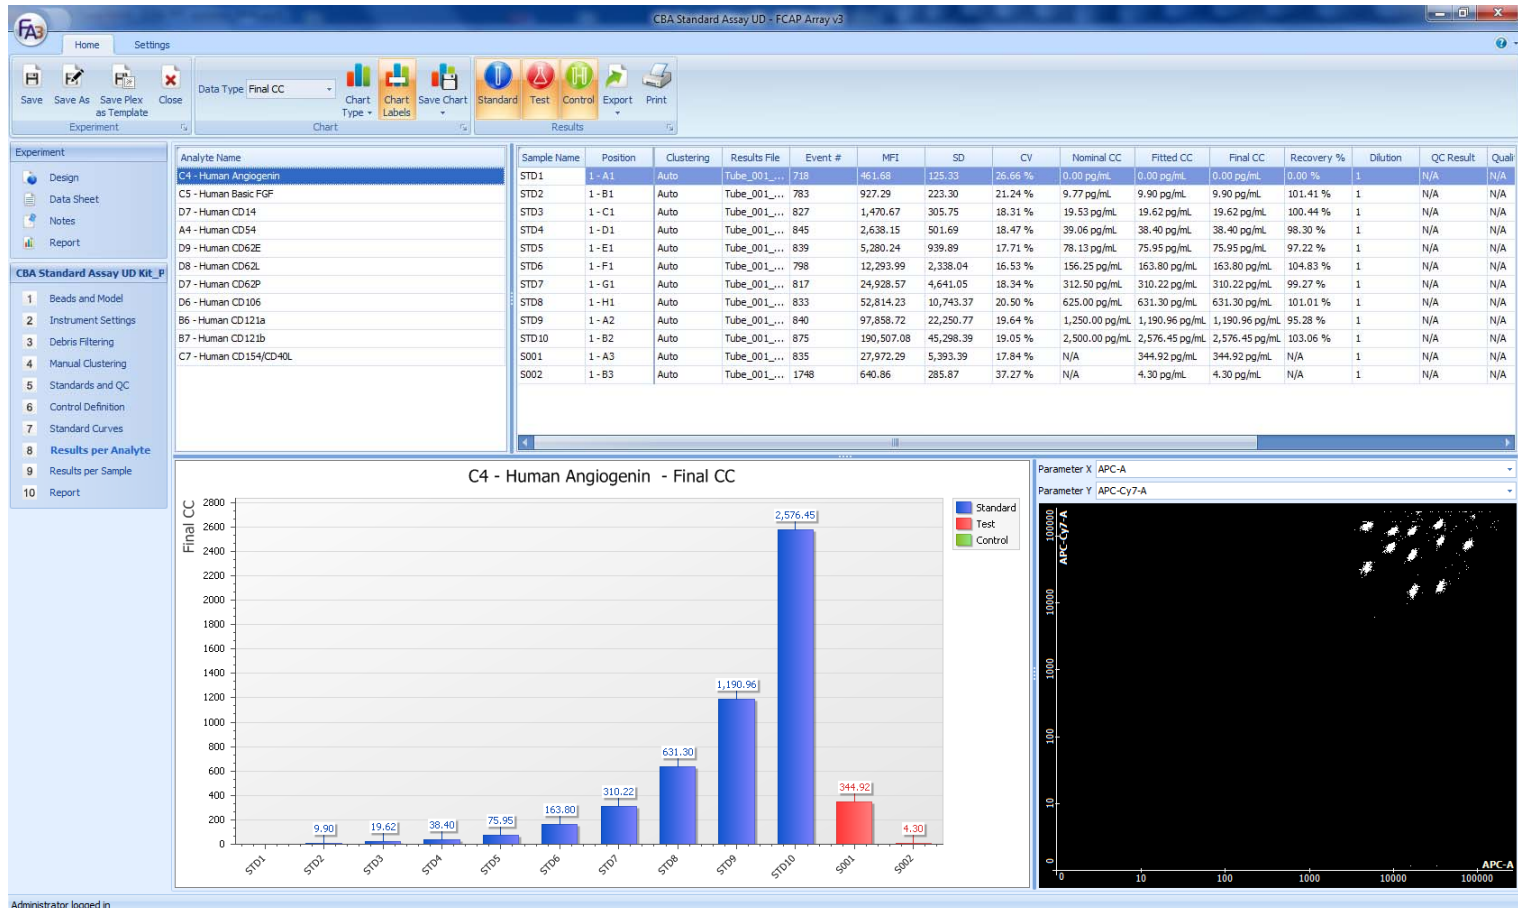 CBA Standard Assay UD - FCAP Array v3
FA3
Home Settings
Save Save As Save Plex as Template Close
Experiment
Data Type Final CC
Chart Type Chart Labels Save Chart
Chart
Standard Test Control Export Print
Results
Experiment
Design
Data Sheet
Notes
Report
CBA Standard Assay UD Kit_P
1 Beads and Model
2 Instrument Settings
3 Debris Filtering
4 Manual Clustering
5 Standards and QC
6 Control Definition
7 Standard Curves
8 Results per Analyte
9 Results per Sample
10 Report
Analyte Name
C4 - Human Angiogenin
C5 - Human Basic FGF
D7 - Human CD14
A4 - Human CD54
D9 - Human CD62E
D8 - Human CD62L
D7 - Human CD62P
D6 - Human CD106
B6 - Human CD121a
B7 - Human CD121b
C7 - Human CD154/CD40L
Sample Name Position Clustering Results File Event # MFI SD CV Nominal CC Fitted CC Final CC Recovery % Dilution QC Result Quali
STD1 1 - A1 Auto Tube_001_... 718 461.68 125.33 26.66 % 0.00 pg/mL 0.00 pg/mL 0.00 pg/mL 0.00 % 1 N/A N/A
STD2 1 - B1 Auto Tube_001_... 783 927.29 223.30 21.24 % 9.77 pg/mL 9.90 pg/mL 9.90 pg/mL 101.41 % 1 N/A N/A
STD3 1 - C1 Auto Tube_001_... 827 1,470.67 305.75 18.31 % 19.53 pg/mL 19.62 pg/mL 19.62 pg/mL 100.44 % 1 N/A N/A
STD4 1 - D1 Auto Tube_001_... 845 2,638.15 501.69 18.47 % 39.06 pg/mL 38.40 pg/mL 38.40 pg/mL 98.30 % 1 N/A N/A
STD5 1 - E1 Auto Tube_001_... 839 5,280.24 939.89 17.71 % 78.13 pg/mL 75.95 pg/mL 75.95 pg/mL 97.22 % 1 N/A N/A
STD6 1 - F1 Auto Tube_001_... 798 12,293.99 2,338.04 16.53 % 156.25 pg/mL 163.80 pg/mL 163.80 pg/mL 104.83 % 1 N/A N/A
STD7 1 - G1 Auto Tube_001_... 817 24,928.57 4,641.05 18.34 % 312.50 pg/mL 310.22 pg/mL 310.22 pg/mL 99.27 % 1 N/A N/A
STD8 1 - H1 Auto Tube_001_... 833 52,814.23 10,743.37 20.50 % 625.00 pg/mL 631.30 pg/mL 631.30 pg/mL 101.01 % 1 N/A N/A
STD9 1 - A2 Auto Tube_001_... 840 97,858.72 22,250.77 19.64 % 1,250.00 pg/mL 1,190.96 pg/mL 1,190.96 pg/mL 95.28 % 1 N/A N/A
STD10 1 - B2 Auto Tube_001_... 875 190,507.08 45,298.39 19.05 % 2,500.00 pg/mL 2,576.45 pg/mL 2,576.45 pg/mL 103.06 % 1 N/A N/A
S001 1 - A3 Auto Tube_001_... 835 27,972.29 5,393.39 17.84 % N/A 344.92 pg/mL 344.92 pg/mL N/A 1 N/A N/A
S002 1 - B3 Auto Tube_001_... 1748 640.86 285.87 37.27 % N/A 4.30 pg/mL 4.30 pg/mL N/A 1 N/A N/A
C4 - Human Angiogenin - Final CC
Final CC
2800
2600
2400
2200
2000
1800
1600
1400
1200
1000
800
600
400
200
0
9.90 19.62 38.40 75.95 163.80 310.22 631.30 1,190.96 2,576.45 344.92 4.30
STD1 STD2 STD3 STD4 STD5 STD6 STD7 STD8 STD9 STD10 S001 S002
Standard
Test
Control
Parameter X APC-A
Parameter Y APC-Cy7-A
APC-Cy7-A
100000
10000
1000
100
10
0
APC-A
0 10 100 1000 10000 100000
Administrator logged in